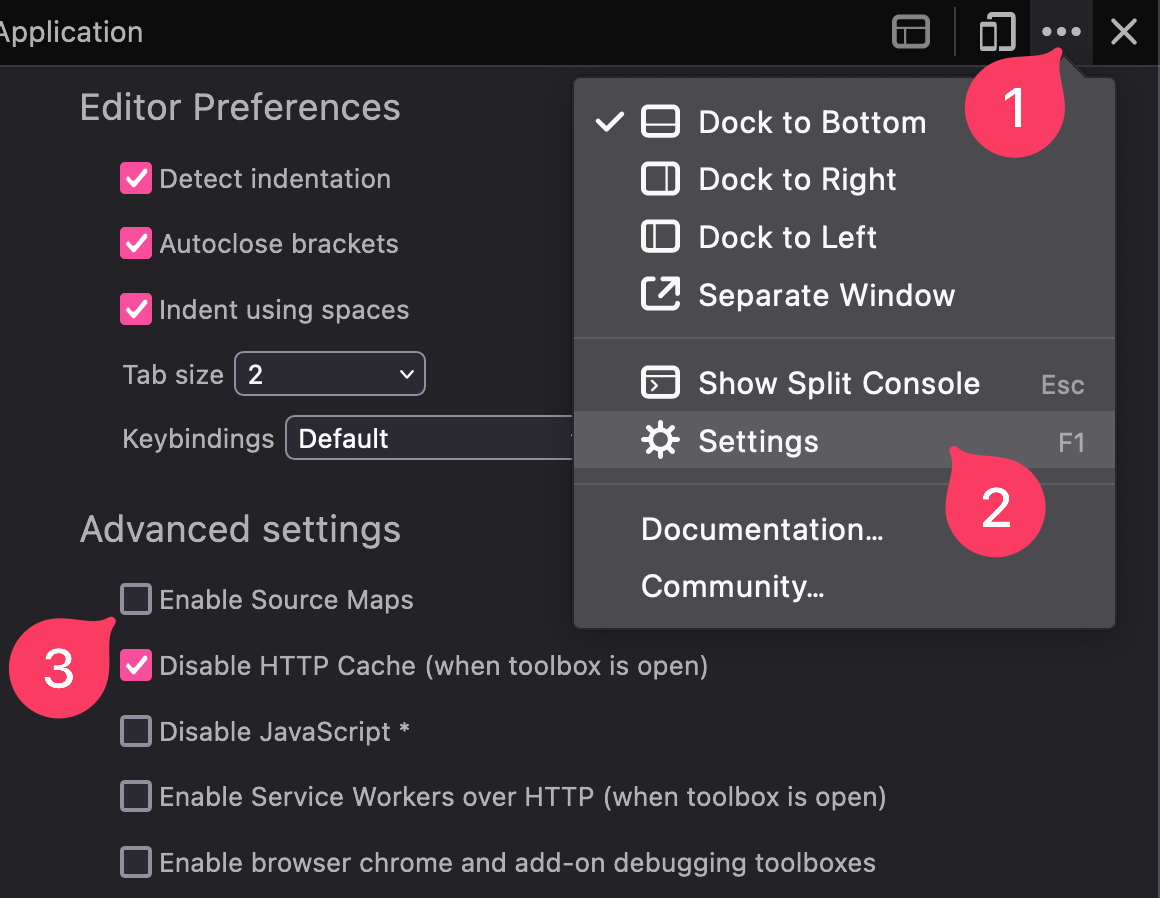 Application
Editor Preferences
Detect indentation
Autoclose brackets
Indent using spaces
Tab size 2
Keybindings Default
Advanced settings
Enable Source Maps
Disable HTTP Cache (when toolbox is open)
Disable JavaScript *
Enable Service Workers over HTTP (when toolbox is open)
Enable browser chrome and add-on debugging toolboxes
1
Dock to Bottom
Dock to Right
Dock to Left
Separate Window
Show Split Console Esc
Settings F1
2
Documentation…
Community…
3